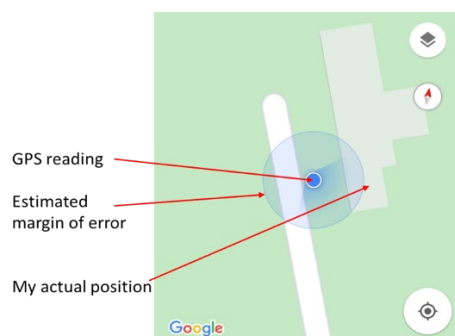 GPS reading
Estimated
margin of error
My actual position
Google